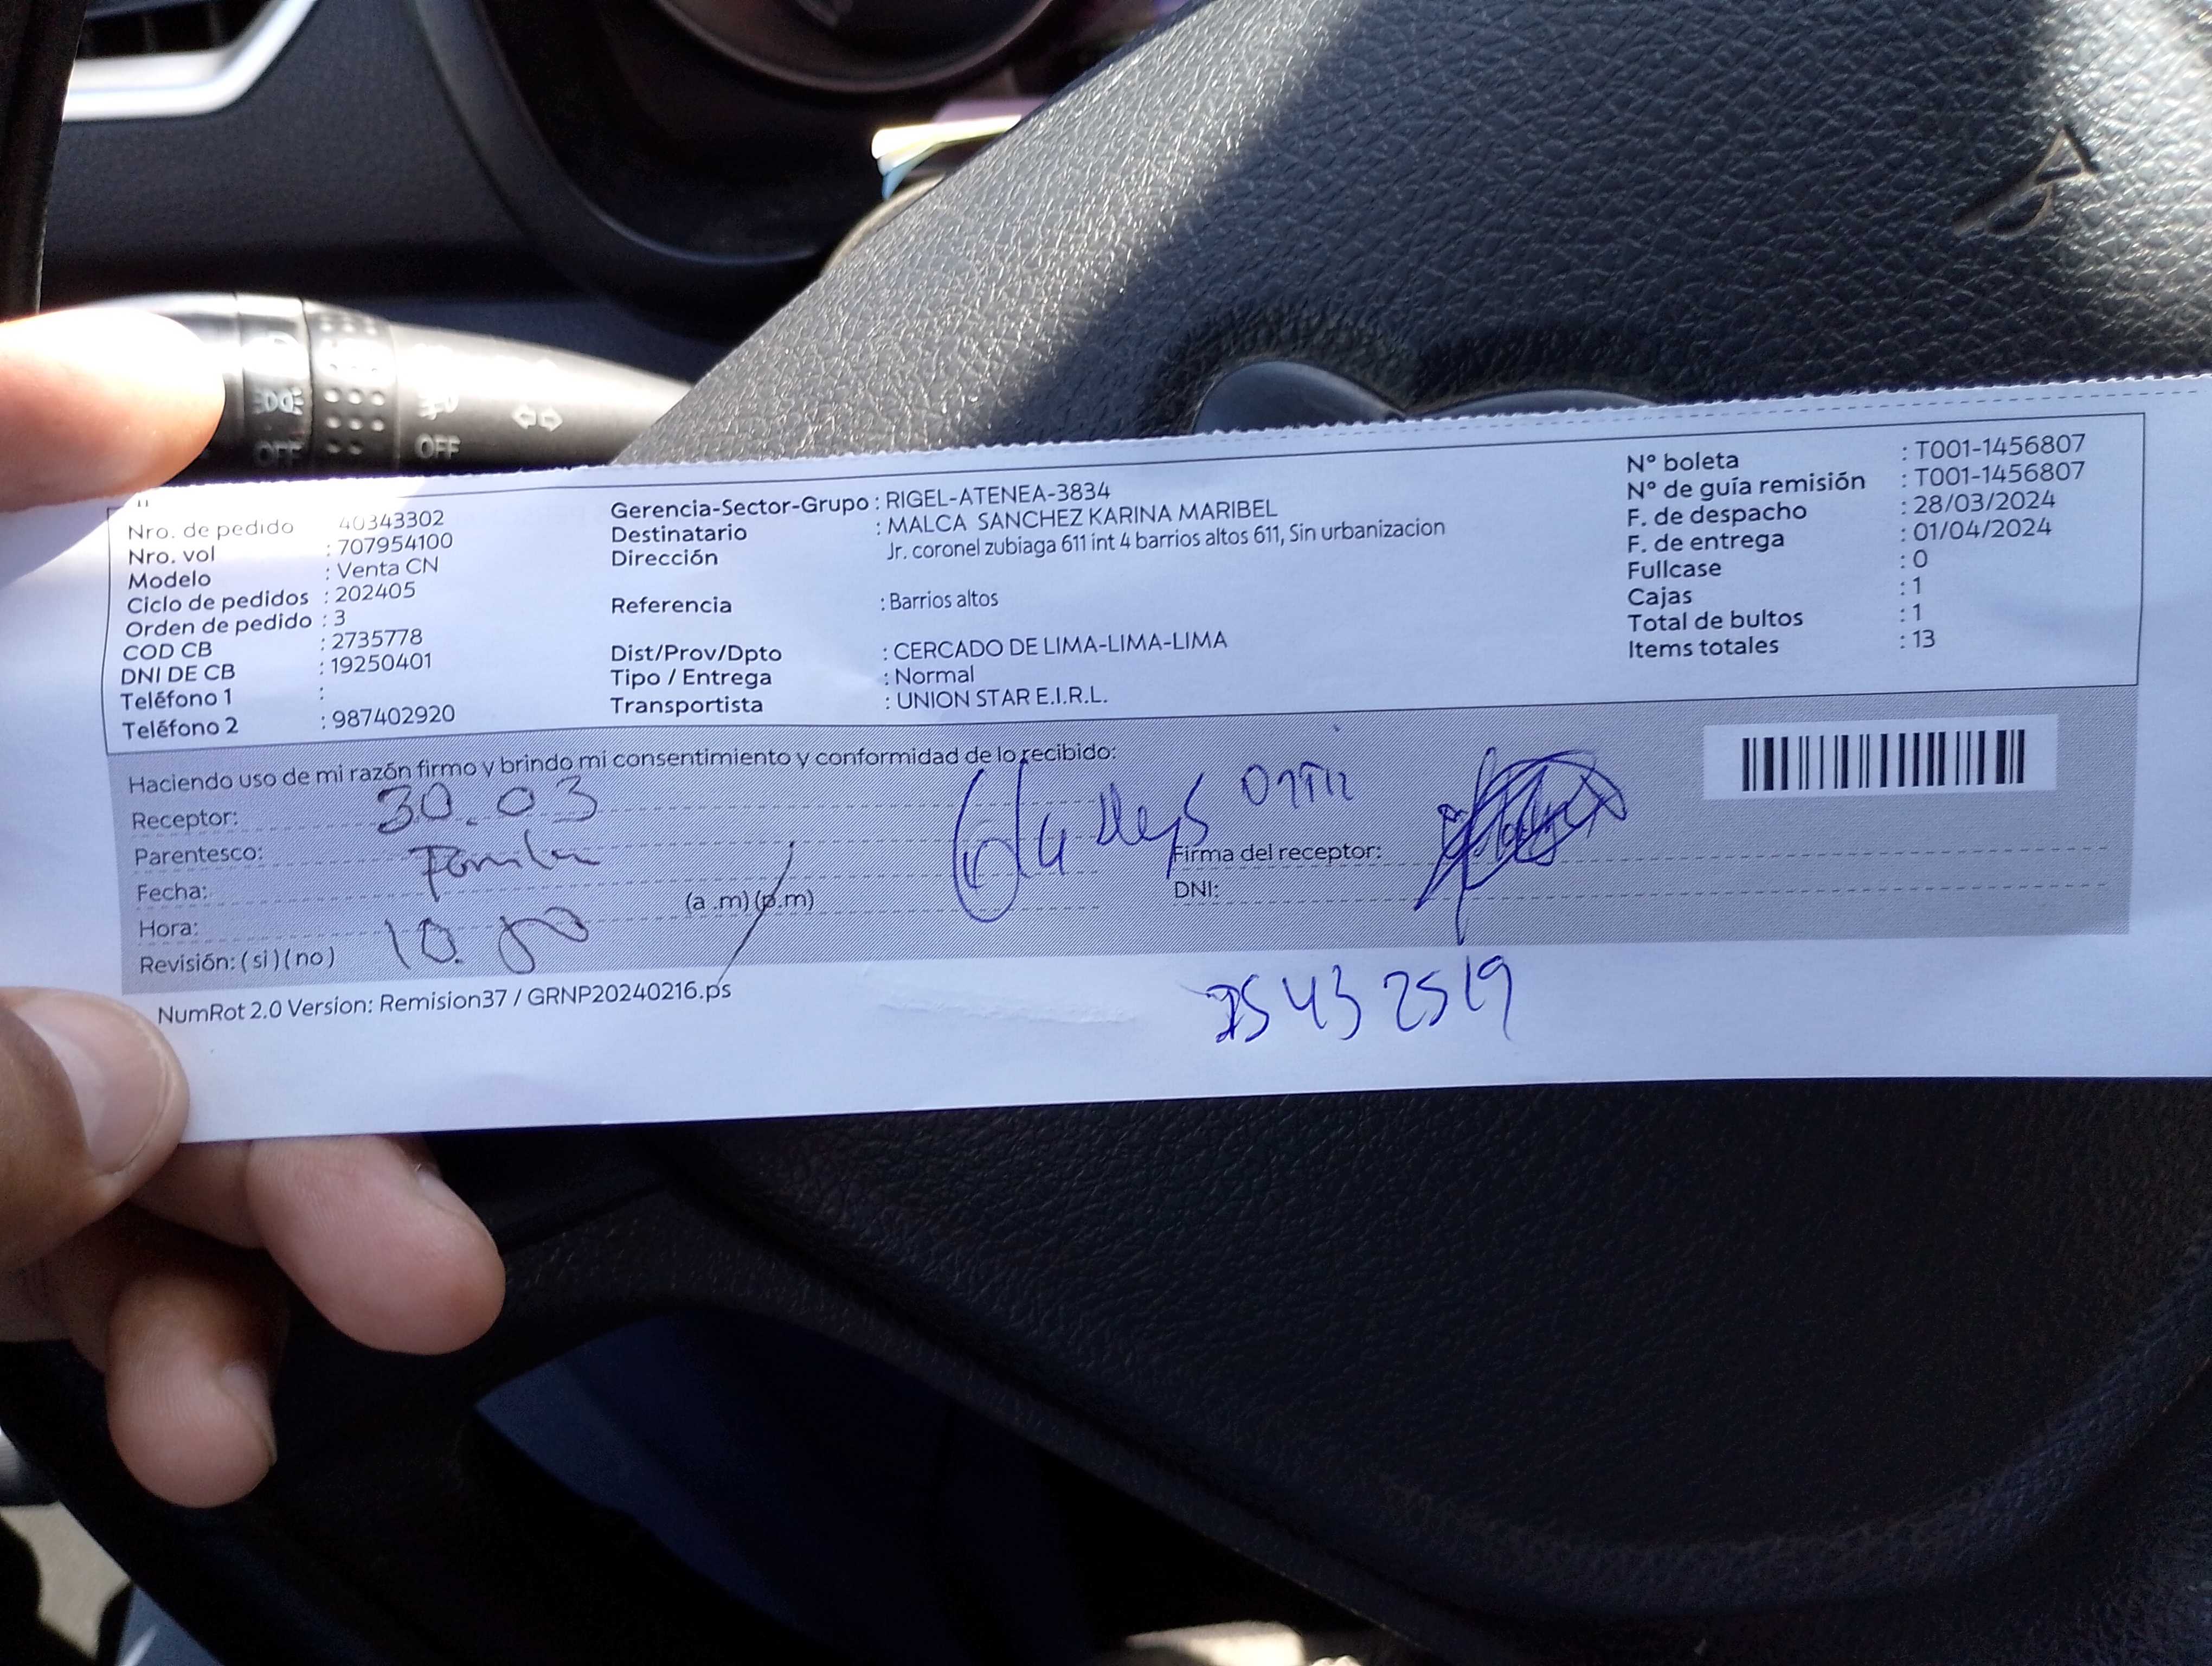 OFF OFF
Nro. de pedido 40343302
Nro. vol : 707954100
Modelo : Venta CN
Ciclo de pedidos : 202405
Orden de pedido : 3
COD CB : 2735778
DNI DE CB : 19250401
Teléfono 1 :
Teléfono 2 : 987402920
Gerencia-Sector-Grupo : RIGEL-ATENEA-3834
Destinatario : MALCA SANCHEZ KARINA MARIBEL
Dirección Jr. coronel zubiaga 611 int 4 barrios altos 611, Sin urbanizacion
Referencia : Barrios altos
Dist/Prov/Dpto : CERCADO DE LIMA-LIMA-LIMA
Tipo / Entrega : Normal
Transportista : UNION STAR E.I.R.L.
N° boleta : T001-1456807
N° de guía remisión : T001-1456807
F. de despacho : 28/03/2024
F. de entrega : 01/04/2024
Fullcase : 0
Cajas : 1
Total de bultos : 1
Items totales : 13
Haciendo uso de mi razón firmo y brindo mi consentimiento y conformidad de lo recibido:
Receptor: 30.03
Parentesco:
Fecha:
Hora: (a .m) (p.m)
Revisión: ( si ) ( no ) 10.00
Firma del receptor:
DNI:
NumRot 2.0 Version: Remision37 / GRNP20240216.ps